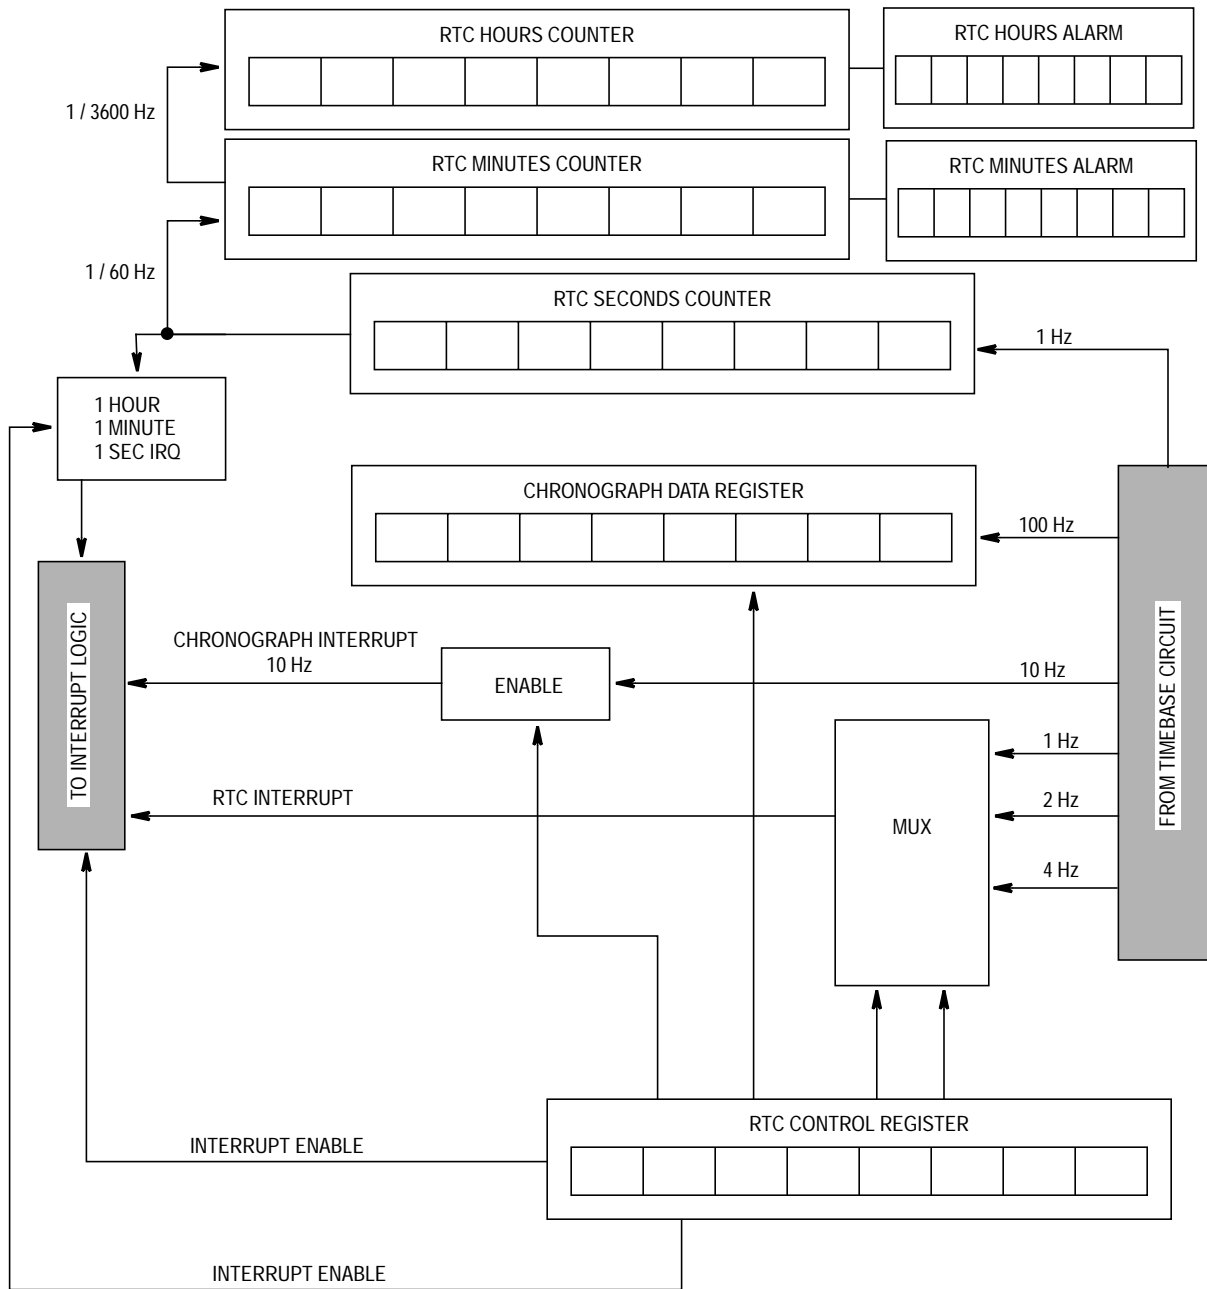 RTC HOURS COUNTER
RTC HOURS ALARM
1 / 3600 Hz
RTC MINUTES COUNTER
RTC MINUTES ALARM
1 / 60 Hz
RTC SECONDS COUNTER
1 Hz
1 HOUR
1 MINUTE
1 SEC IRQ
CHRONOGRAPH DATA REGISTER
100 Hz
TO INTERRUPT LOGIC
FROM TIMEBASE CIRCUIT
CHRONOGRAPH INTERRUPT
10 Hz
ENABLE
10 Hz
1 Hz
RTC INTERRUPT
2 Hz
MUX
4 Hz
RTC CONTROL REGISTER
INTERRUPT ENABLE
INTERRUPT ENABLE